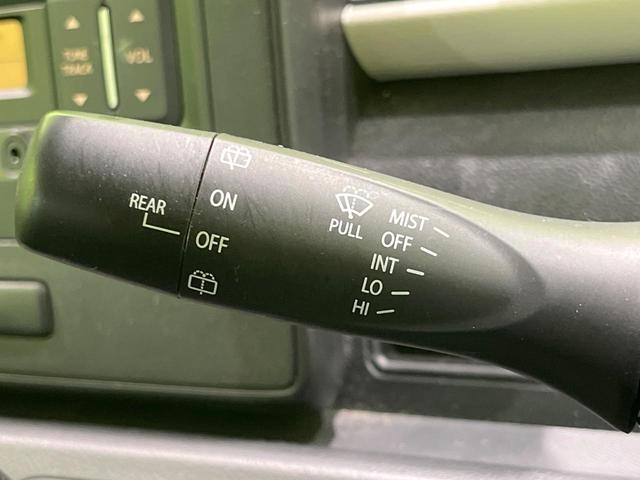 TUNE
TRACK
VOL
REAR
ON
OFF
PULL
MIST
OFF
INT
LO
HI